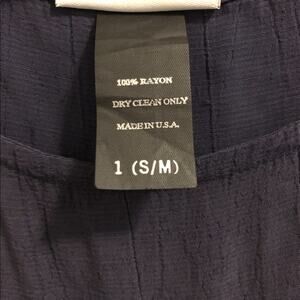 100% RAYON
DRY CLEAN ONLY
MADE IN U.S.A.
1 (S/M)